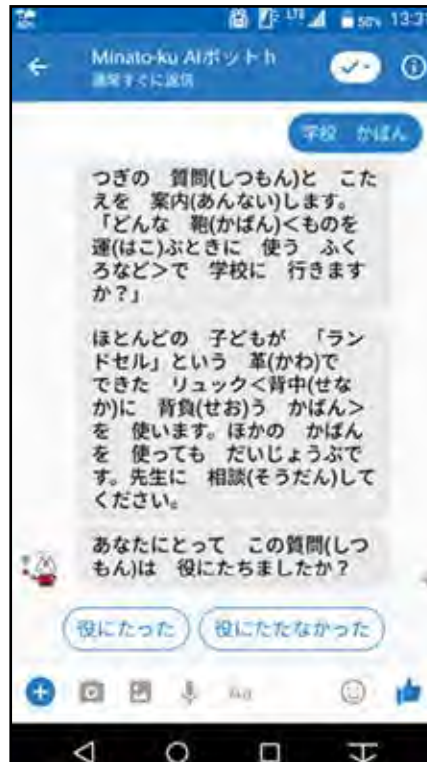 50% 13:31
Minato-ku AIボット h
通常すぐに返信
学校　かばん
つぎの　質問(しつもん)と　こた
えを　案内(あんない)します。
「どんな　鞄(かばん)＜ものを
運(はこ)ぶときに　使う　ふく
ろなど＞で　学校に　行きます
か？」
ほとんどの　子どもが　「ラン
ドセル」という　革(かわ)で
できた　リュック＜背中(せな
か)に　背負(せお)う　かばん＞
を　使います。ほかの　かばん
を　使っても　だいじょうぶで
す。先生に　相談(そうだん)して
ください。
あなたにとって　この質問(しつ
もん)は　役にたちましたか？
役にたった　役にたたなかった
Aa